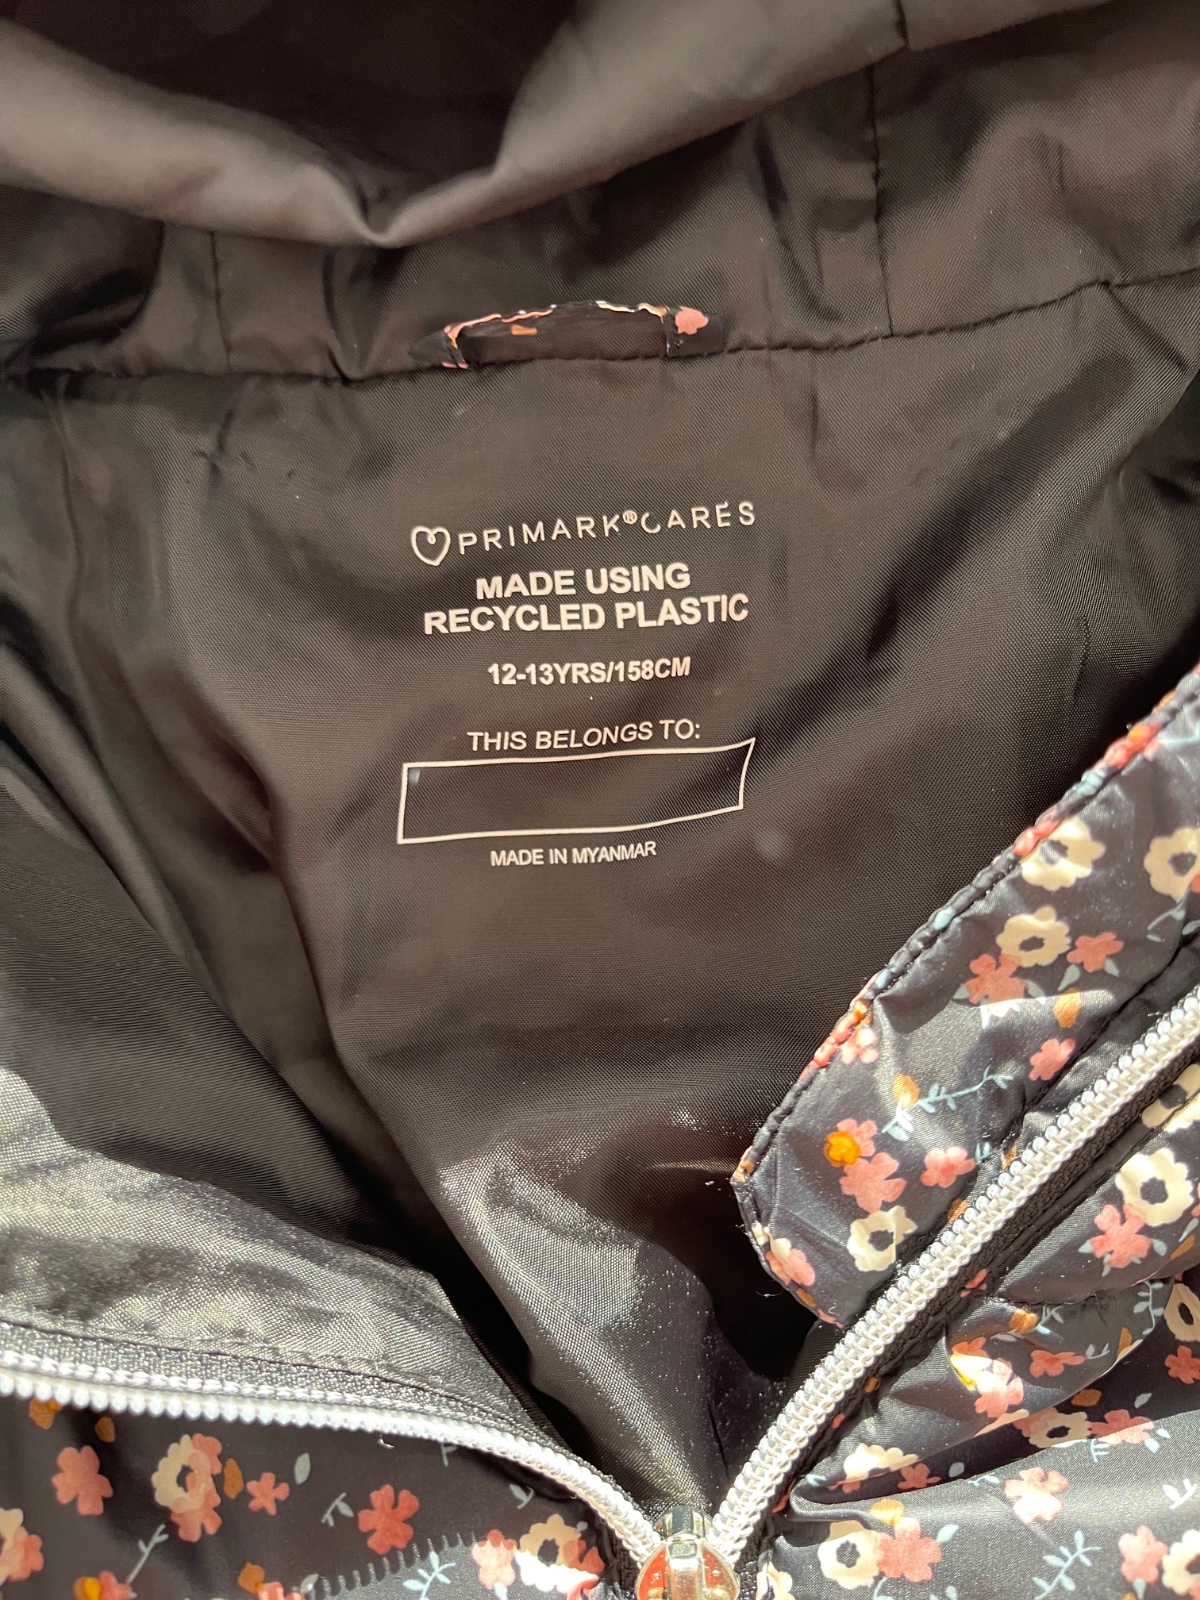 PRIMARK®CARES
MADE USING
RECYCLED PLASTIC
12-13YRS/158CM
THIS BELONGS TO:
MADE IN MYANMAR